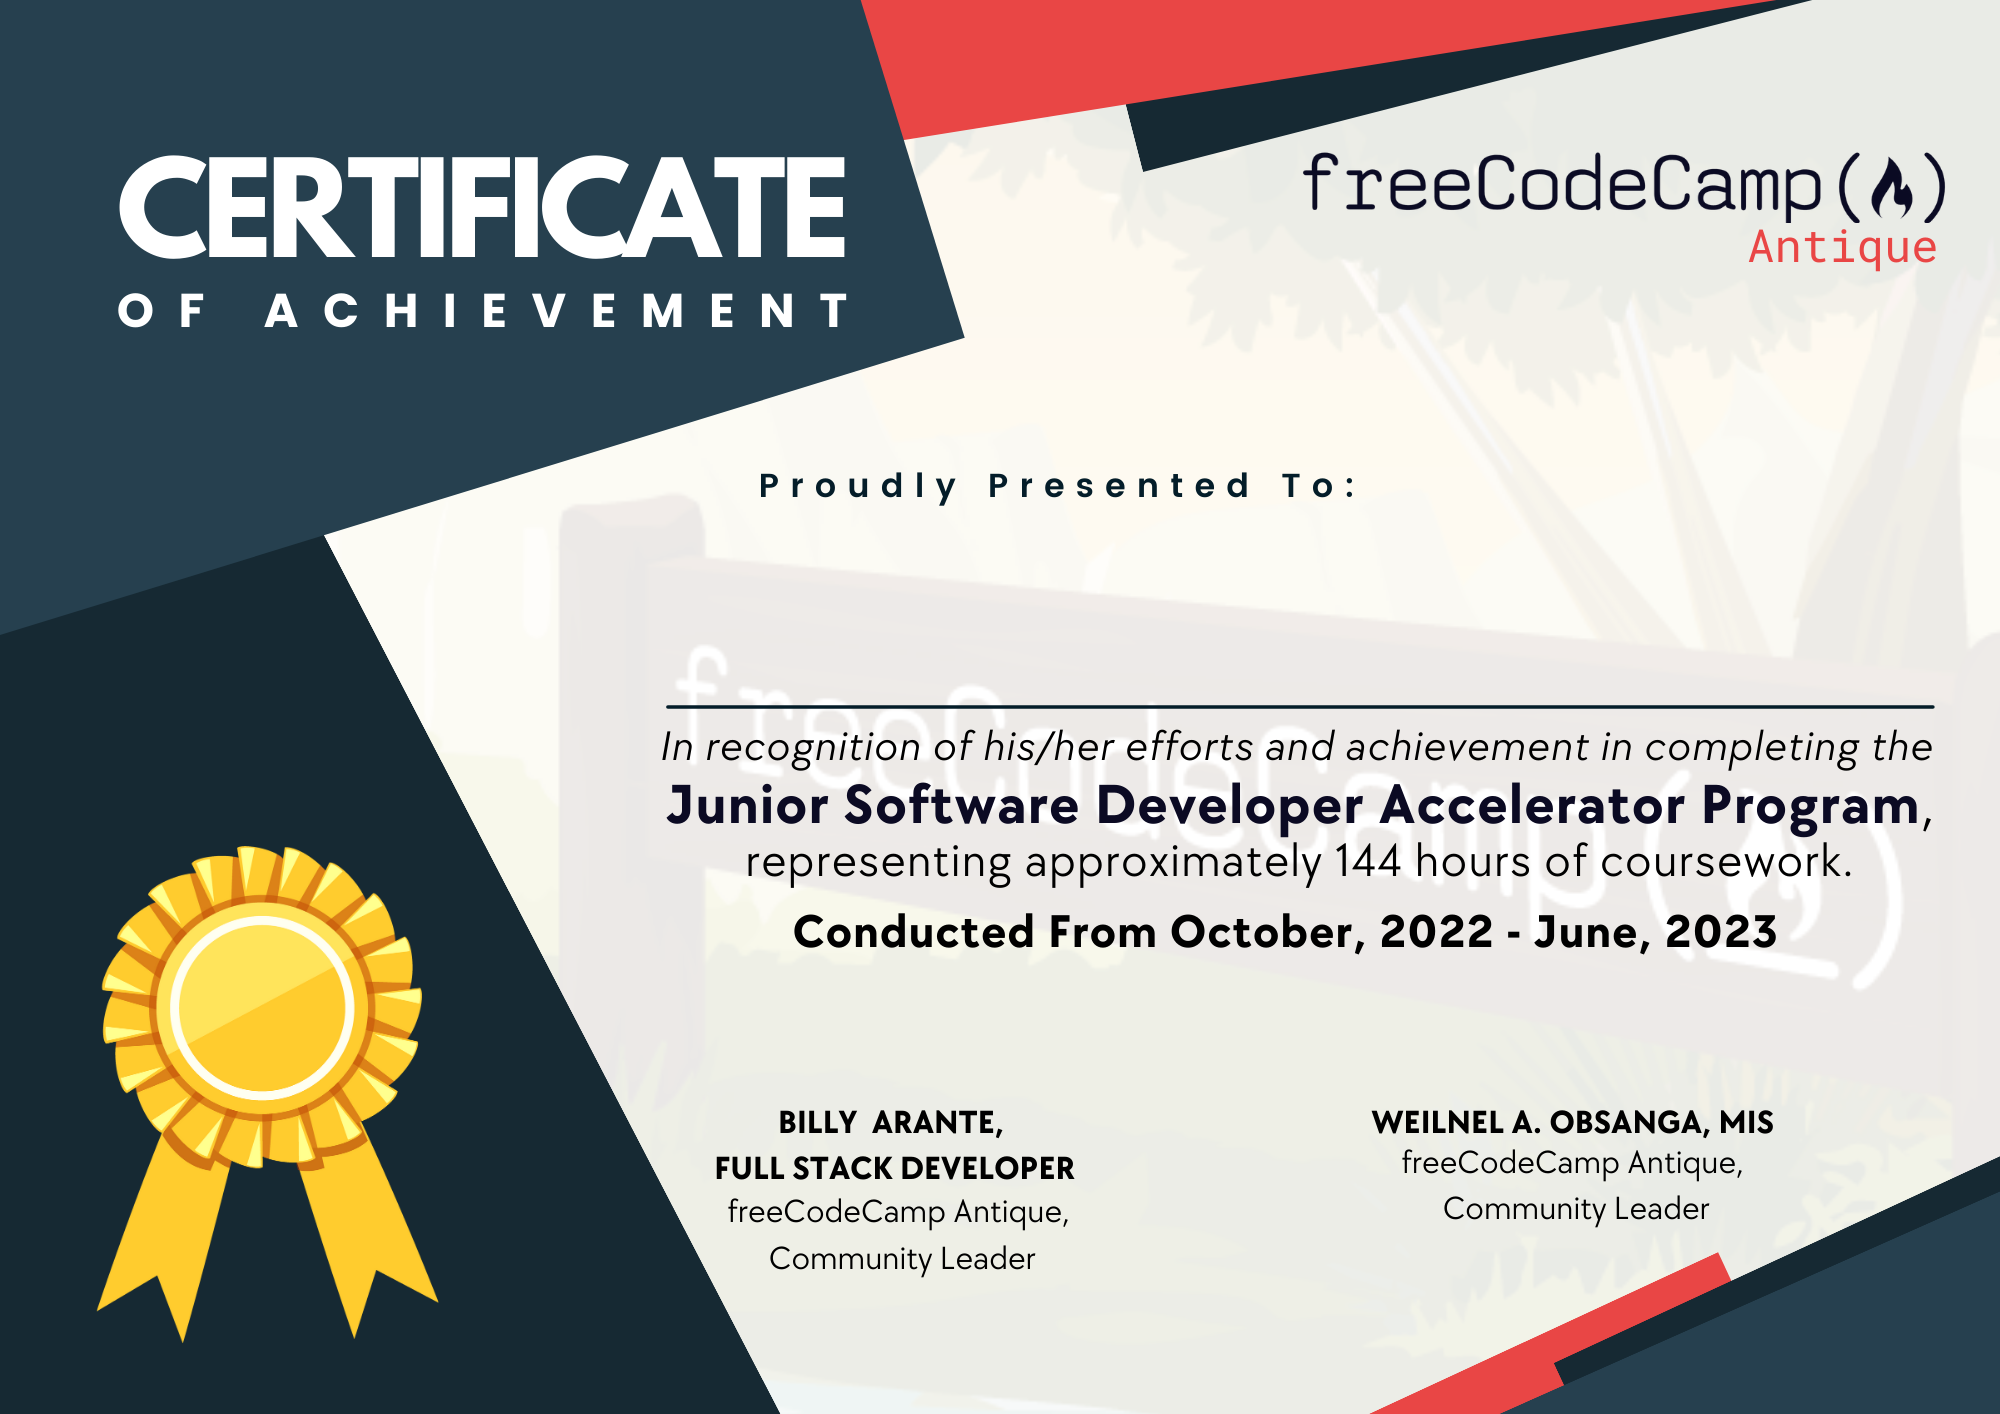 CERTIFICATE
OF ACHIEVEMENT
freeCodeCamp(🔥)
Antique
Proudly Presented To:
freeCodeCamp(
)
In recognition of his/her efforts and achievement in completing the
Junior Software Developer Accelerator Program,
representing approximately 144 hours of coursework.
Conducted From October, 2022 - June, 2023
BILLY ARANTE,
FULL STACK DEVELOPER
freeCodeCamp Antique,
Community Leader
WEILNEL A. OBSANGA, MIS
freeCodeCamp Antique,
Community Leader